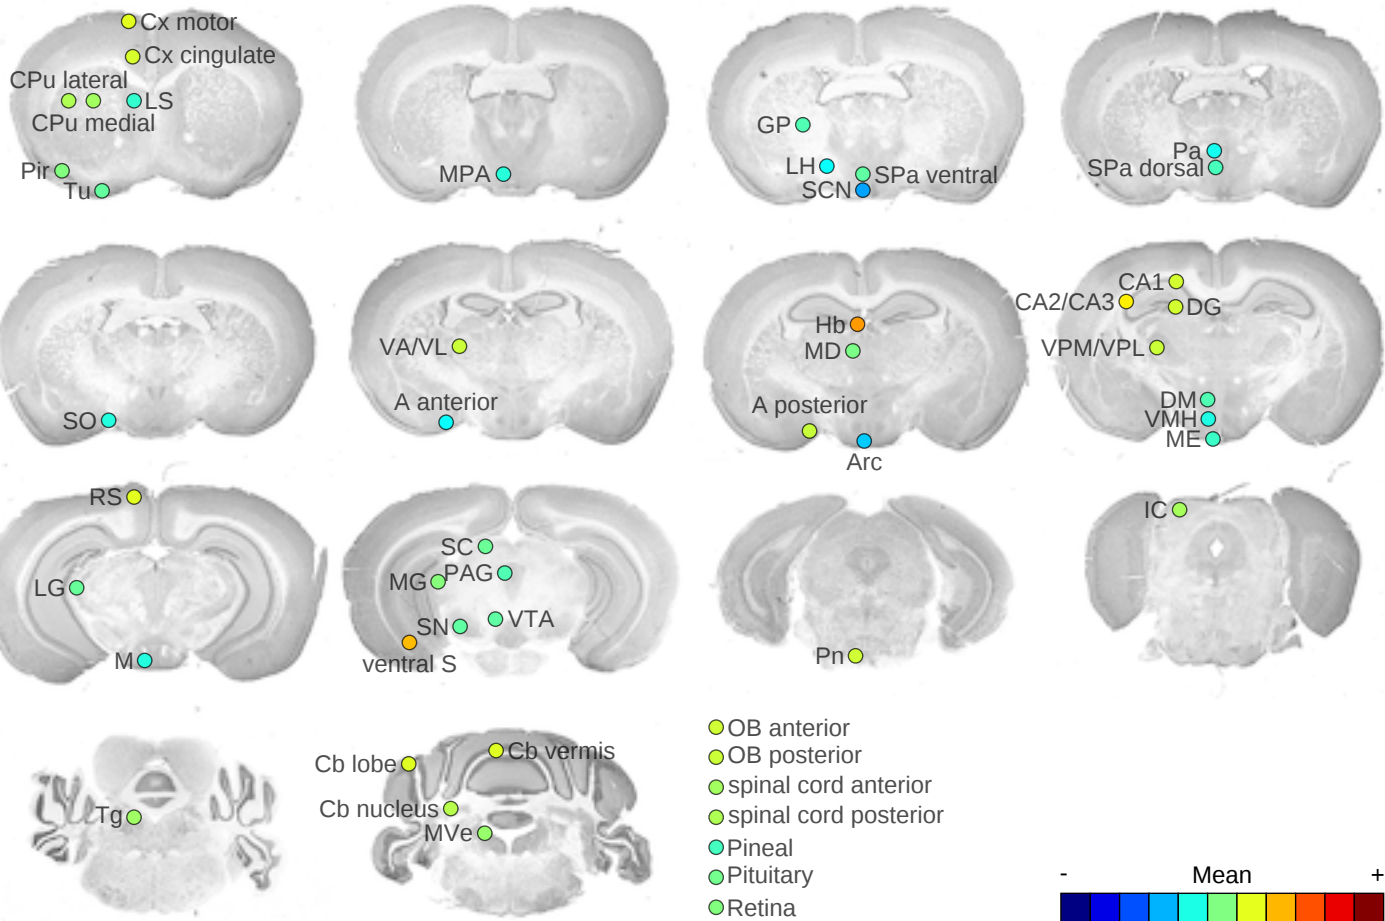 Cx motor
Cx cingulate
CPu lateral
LS
CPu medial
Pir
Tu
MPA
GP
LH
SPa ventral
SCN
Pa
SPa dorsal
SO
VA/VL
A anterior
Hb
MD
A posterior
Arc
CA1
CA2/CA3
DG
VPM/VPL
DM
VMH
ME
RS
LG
M
SC
MG
PAG
SN
VTA
ventral S
Pn
IC
Tg
Cb lobe
Cb vermis
Cb nucleus
MVe
OB anterior
OB posterior
spinal cord anterior
spinal cord posterior
Pineal
Pituitary
Retina
- Mean +